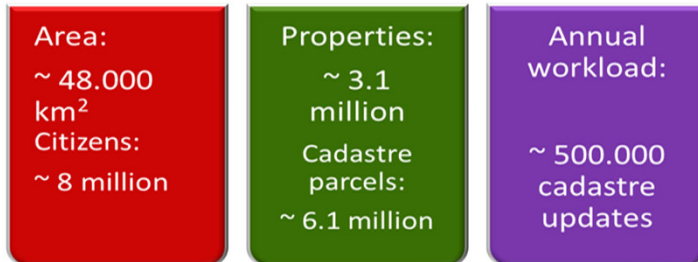 Area:
~ 48.000
km²
Citizens:
~ 8 million
Properties:
~ 3.1
million
Cadastre
parcels:
~ 6.1 million
Annual
workload:
~ 500.000
cadastre
updates